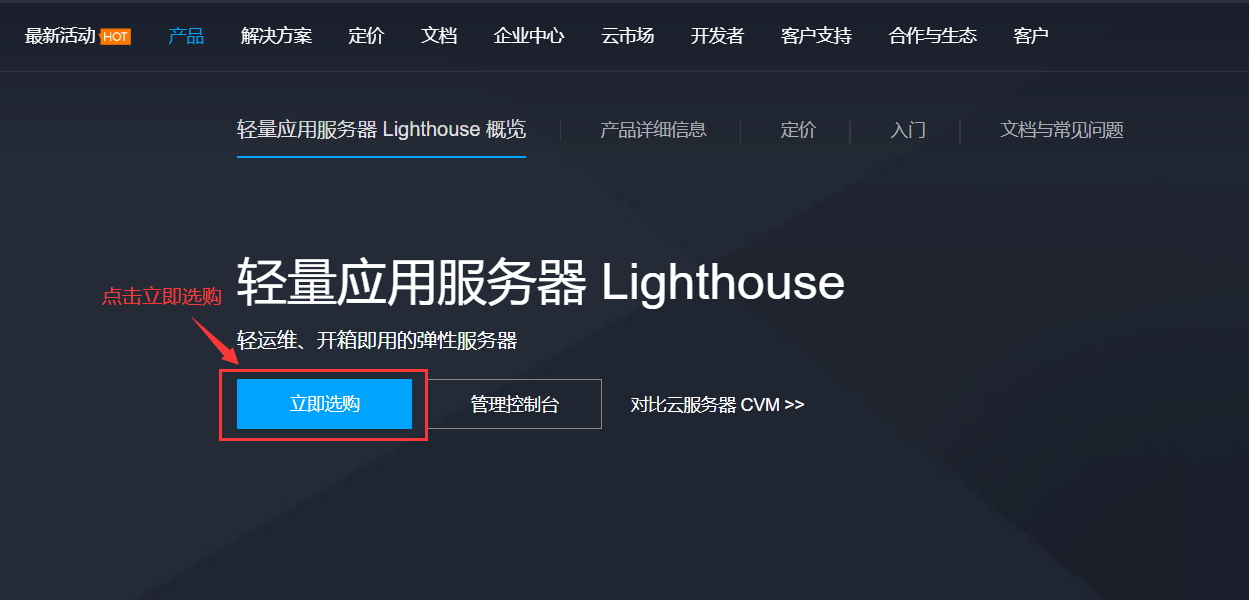 最新活动 HOT 产品 解决方案 定价 文档 企业中心 云市场 开发者 客户支持 合作与生态 客户
轻量应用服务器 Lighthouse 概览 产品详细信息 定价 入门 文档与常见问题
轻量应用服务器 Lighthouse
点击立即选购
轻运维、开箱即用的弹性服务器
立即选购 管理控制台 对比云服务器 CVM >>